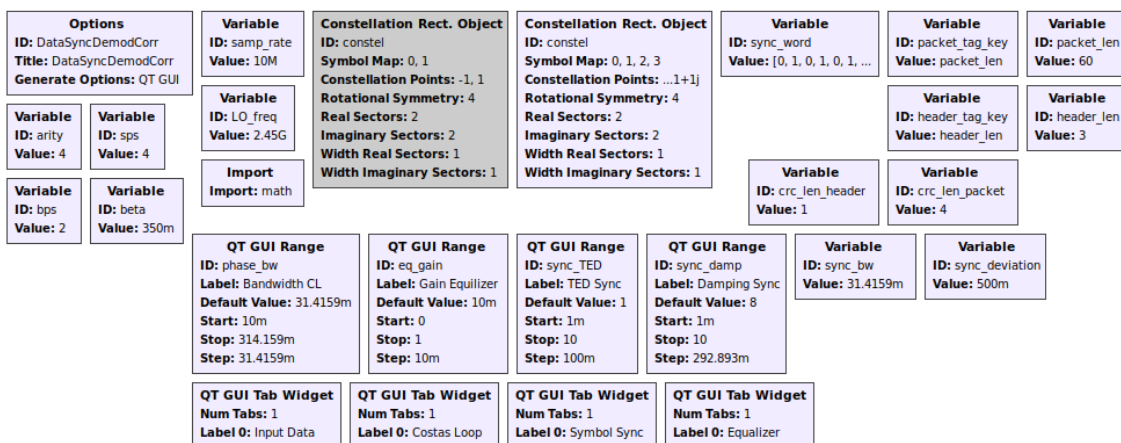 Options
ID: DataSyncDemodCorr
Title: DataSyncDemodCorr
Generate Options: QT GUI
Variable
ID: samp_rate
Value: 10M
Constellation Rect. Object
ID: constel
Symbol Map: 0, 1
Constellation Points: -1, 1
Rotational Symmetry: 4
Real Sectors: 2
Imaginary Sectors: 2
Width Real Sectors: 1
Width Imaginary Sectors: 1
Constellation Rect. Object
ID: constel
Symbol Map: 0, 1, 2, 3
Constellation Points: ...1+1j
Rotational Symmetry: 4
Real Sectors: 2
Imaginary Sectors: 2
Width Real Sectors: 1
Width Imaginary Sectors: 1
Variable
ID: sync_word
Value: [0, 1, 0, 1, 0, 1, ...
Variable
ID: packet_tag_key
Value: packet_len
Variable
ID: packet_len
Value: 60
Variable
ID: arity
Value: 4
Variable
ID: sps
Value: 4
Variable
ID: LO_freq
Value: 2.45G
Variable
ID: header_tag_key
Value: header_len
Variable
ID: header_len
Value: 3
Import
Import: math
Variable
ID: crc_len_header
Value: 1
Variable
ID: crc_len_packet
Value: 4
Variable
ID: bps
Value: 2
Variable
ID: beta
Value: 350m
QT GUI Range
ID: phase_bw
Label: Bandwidth CL
Default Value: 31.4159m
Start: 10m
Stop: 314.159m
Step: 31.4159m
QT GUI Range
ID: eq_gain
Label: Gain Equilizer
Default Value: 10m
Start: 0
Stop: 1
Step: 10m
QT GUI Range
ID: sync_TED
Label: TED Sync
Default Value: 1
Start: 1m
Stop: 10
Step: 100m
QT GUI Range
ID: sync_damp
Label: Damping Sync
Default Value: 8
Start: 1m
Stop: 10
Step: 292.893m
Variable
ID: sync_bw
Value: 31.4159m
Variable
ID: sync_deviation
Value: 500m
QT GUI Tab Widget
Num Tabs: 1
Label 0: Input Data
QT GUI Tab Widget
Num Tabs: 1
Label 0: Costas Loop
QT GUI Tab Widget
Num Tabs: 1
Label 0: Symbol Sync
QT GUI Tab Widget
Num Tabs: 1
Label 0: Equalizer